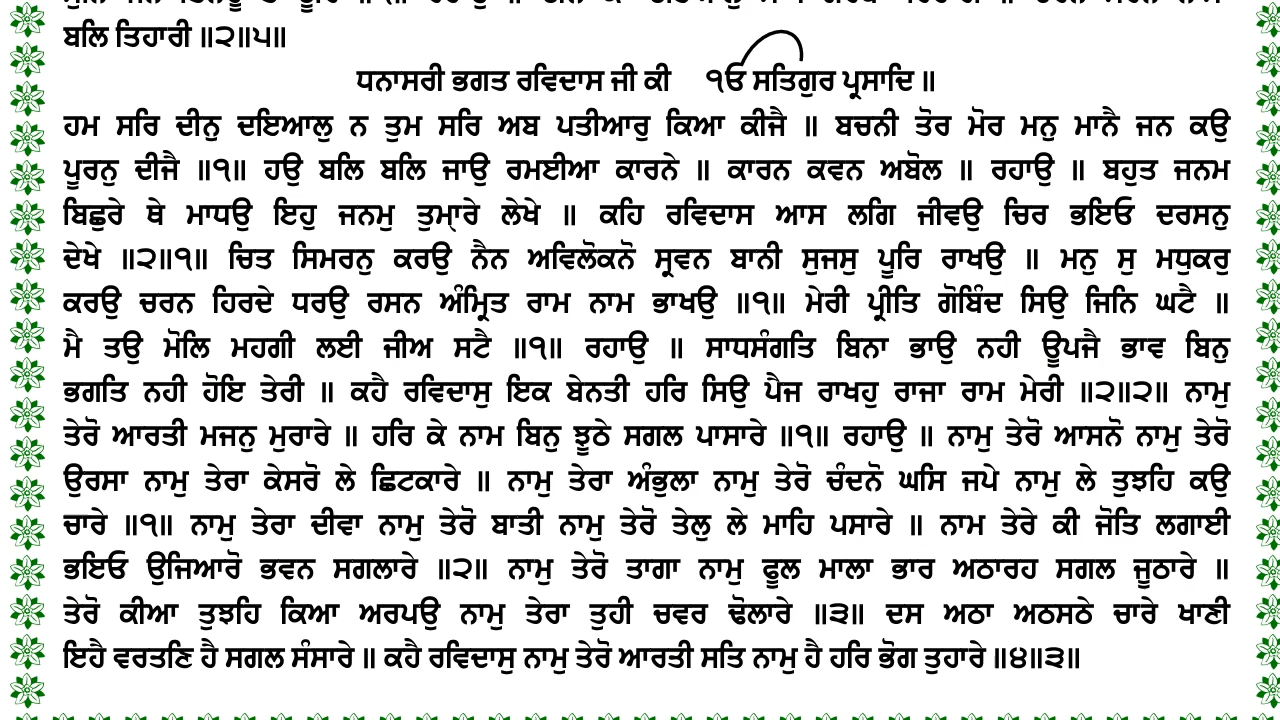 ਬਲਿ ਤਿਹਾਰੀ ॥੨॥੫॥
ਧਨਾਸਰੀ ਭਗਤ ਰਵਿਦਾਸ ਜੀ ਕੀ ੴ ਸਤਿਗੁਰ ਪ੍ਰਸਾਦਿ ॥
ਹਮ ਸਰਿ ਦੀਨੁ ਦਇਆਲੁ ਨ ਤੁਮ ਸਰਿ ਅਬ ਪਤੀਆਰੁ ਕਿਆ ਕੀਜੈ ॥ ਬਚਨੀ ਤੋਰ ਮੋਰ ਮਨੁ ਮਾਨੈ ਜਨ ਕਉ
ਪੂਰਨੁ ਦੀਜੈ ॥੧॥ ਹਉ ਬਲਿ ਬਲਿ ਜਾਉ ਰਮਈਆ ਕਾਰਨੇ ॥ ਕਾਰਨ ਕਵਨ ਅਬੋਲ ॥ ਰਹਾਉ ॥ ਬਹੁਤ ਜਨਮ
ਬਿਛੁਰੇ ਥੇ ਮਾਧਉ ਇਹੁ ਜਨਮੁ ਤੁਮ੍ਹਾਰੇ ਲੇਖੇ ॥ ਕਹਿ ਰਵਿਦਾਸ ਆਸ ਲਗਿ ਜੀਵਉ ਚਿਰ ਭਇਓ ਦਰਸਨੁ
ਦੇਖੇ ॥੨॥੧॥ ਚਿਤ ਸਿਮਰਨੁ ਕਰਉ ਨੈਨ ਅਵਿਲੋਕਨੋ ਸ੍ਰਵਨ ਬਾਨੀ ਸੁਜਸੁ ਪੂਰਿ ਰਾਖਉ ॥ ਮਨੁ ਸੁ ਮਧੁਕਰੁ
ਕਰਉ ਚਰਨ ਹਿਰਦੇ ਧਰਉ ਰਸਨ ਅੰਮ੍ਰਿਤ ਰਾਮ ਨਾਮ ਭਾਖਉ ॥੧॥ ਮੇਰੀ ਪ੍ਰੀਤਿ ਗੋਬਿੰਦ ਸਿਉ ਜਿਨਿ ਘਟੈ ॥
ਮੈ ਤਉ ਮੋਲਿ ਮਹਗੀ ਲਈ ਜੀਅ ਸਟੈ ॥੧॥ ਰਹਾਉ ॥ ਸਾਧਸੰਗਤਿ ਬਿਨਾ ਭਾਉ ਨਹੀ ਊਪਜੈ ਭਾਵ ਬਿਨੁ
ਭਗਤਿ ਨਹੀ ਹੋਇ ਤੇਰੀ ॥ ਕਹੈ ਰਵਿਦਾਸੁ ਇਕ ਬੇਨਤੀ ਹਰਿ ਸਿਉ ਪੈਜ ਰਾਖਹੁ ਰਾਜਾ ਰਾਮ ਮੇਰੀ ॥੨॥੨॥ ਨਾਮੁ
ਤੇਰੋ ਆਰਤੀ ਮਜਨੁ ਮੁਰਾਰੇ ॥ ਹਰਿ ਕੇ ਨਾਮ ਬਿਨੁ ਝੂਠੇ ਸਗਲ ਪਾਸਾਰੇ ॥੧॥ ਰਹਾਉ ॥ ਨਾਮੁ ਤੇਰੋ ਆਸਨੋ ਨਾਮੁ ਤੇਰੋ
ਉਰਸਾ ਨਾਮੁ ਤੇਰਾ ਕੇਸਰੋ ਲੇ ਛਿਟਕਾਰੇ ॥ ਨਾਮੁ ਤੇਰਾ ਅੰਭੁਲਾ ਨਾਮੁ ਤੇਰੋ ਚੰਦਨੋ ਘਸਿ ਜਪੇ ਨਾਮੁ ਲੇ ਤੁਝਹਿ ਕਉ
ਚਾਰੇ ॥੧॥ ਨਾਮੁ ਤੇਰਾ ਦੀਵਾ ਨਾਮੁ ਤੇਰੋ ਬਾਤੀ ਨਾਮੁ ਤੇਰੋ ਤੇਲੁ ਲੇ ਮਾਹਿ ਪਸਾਰੇ ॥ ਨਾਮ ਤੇਰੇ ਕੀ ਜੋਤਿ ਲਗਾਈ
ਭਇਓ ਉਜਿਆਰੋ ਭਵਨ ਸਗਲਾਰੇ ॥੨॥ ਨਾਮੁ ਤੇਰੋ ਤਾਗਾ ਨਾਮੁ ਫੂਲ ਮਾਲਾ ਭਾਰ ਅਠਾਰਹ ਸਗਲ ਜੂਠਾਰੇ ॥
ਤੇਰੋ ਕੀਆ ਤੁਝਹਿ ਕਿਆ ਅਰਪਉ ਨਾਮੁ ਤੇਰਾ ਤੁਹੀ ਚਵਰ ਢੋਲਾਰੇ ॥੩॥ ਦਸ ਅਠਾ ਅਠਸਠੇ ਚਾਰੇ ਖਾਣੀ
ਇਹੈ ਵਰਤਣਿ ਹੈ ਸਗਲ ਸੰਸਾਰੇ ॥ ਕਹੈ ਰਵਿਦਾਸੁ ਨਾਮੁ ਤੇਰੋ ਆਰਤੀ ਸਤਿ ਨਾਮੁ ਹੈ ਹਰਿ ਭੋਗ ਤੁਹਾਰੇ ॥੪॥੩॥